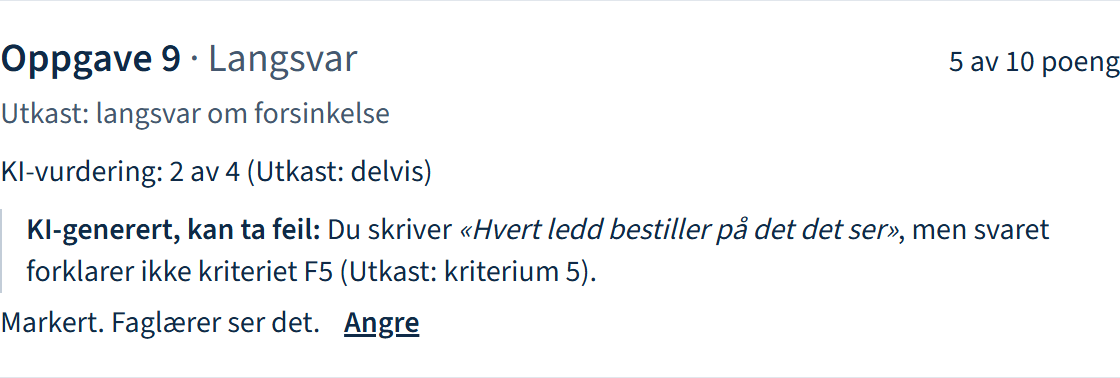 Oppgave 9 · Langsvar
5 av 10 poeng
Utkast: langsvar om forsinkelse
KI-vurdering: 2 av 4 (Utkast: delvis)
KI-generert, kan ta feil: Du skriver «Hvert ledd bestiller på det det ser», men svaret
forklarer ikke kriteriet F5 (Utkast: kriterium 5).
Markert. Faglærer ser det. Angre